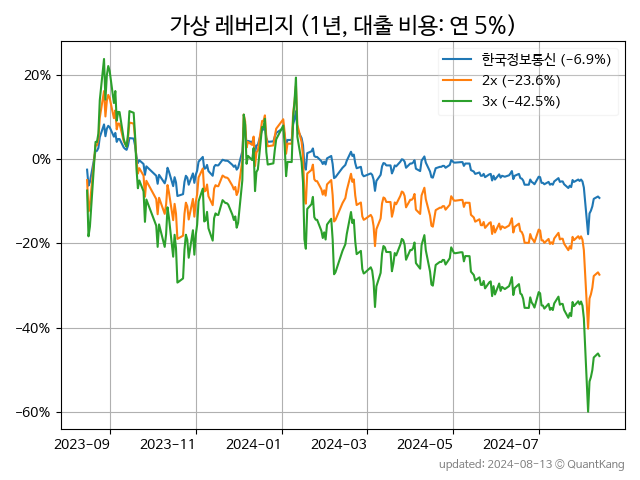 가상 레버리지 (1년, 대출 비용: 연 5%)
한국정보통신 (−6.9%)
2x (−23.6%)
3x (−42.5%)
20%
0%
−20%
−40%
−60%
2023-09
2023-11
2024-01
2024-03
2024-05
2024-07
updated: 2024-08-13 © QuantKang